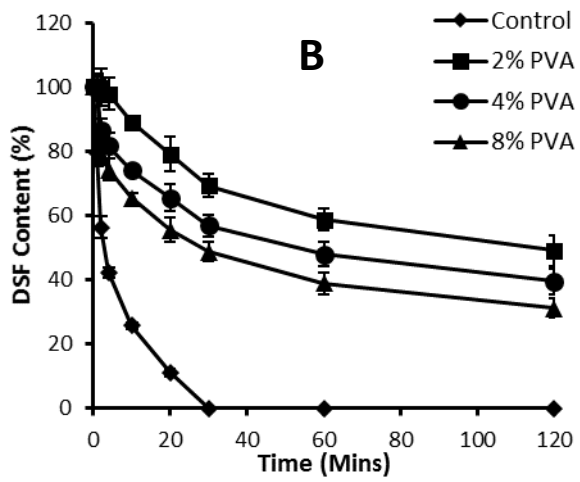 B
Control
2% PVA
4% PVA
8% PVA
DSF Content (%)
120
100
80
60
40
20
0
0 20 40 60 80 100 120
Time (Mins)